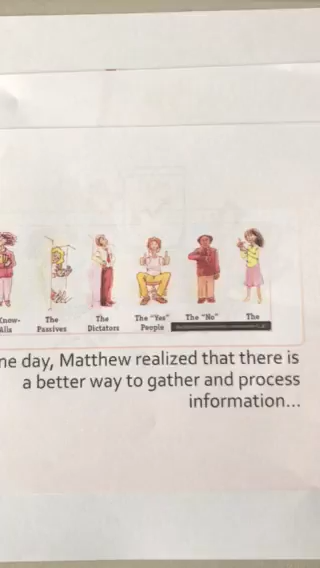 Know- The The The "Yes" The "No" The
Alls Passives Dictators People
ne day, Matthew realized that there is
a better way to gather and process
information...